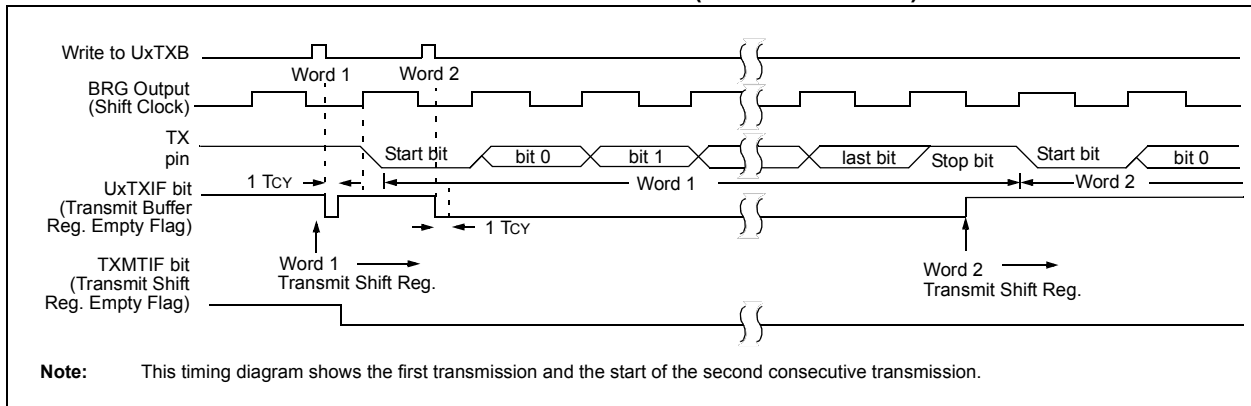 Write to UxTXB
Word 1
Word 2
BRG Output
(Shift Clock)
TX
pin
Start bit
bit 0
bit 1
last bit
Stop bit
Start bit
bit 0
1 TCY
Word 1
Word 2
UxTXIF bit
(Transmit Buffer
Reg. Empty Flag)
1 TCY
Word 1
Transmit Shift Reg.
Word 2
Transmit Shift Reg.
TXMTIF bit
(Transmit Shift
Reg. Empty Flag)
Note: This timing diagram shows the first transmission and the start of the second consecutive transmission.